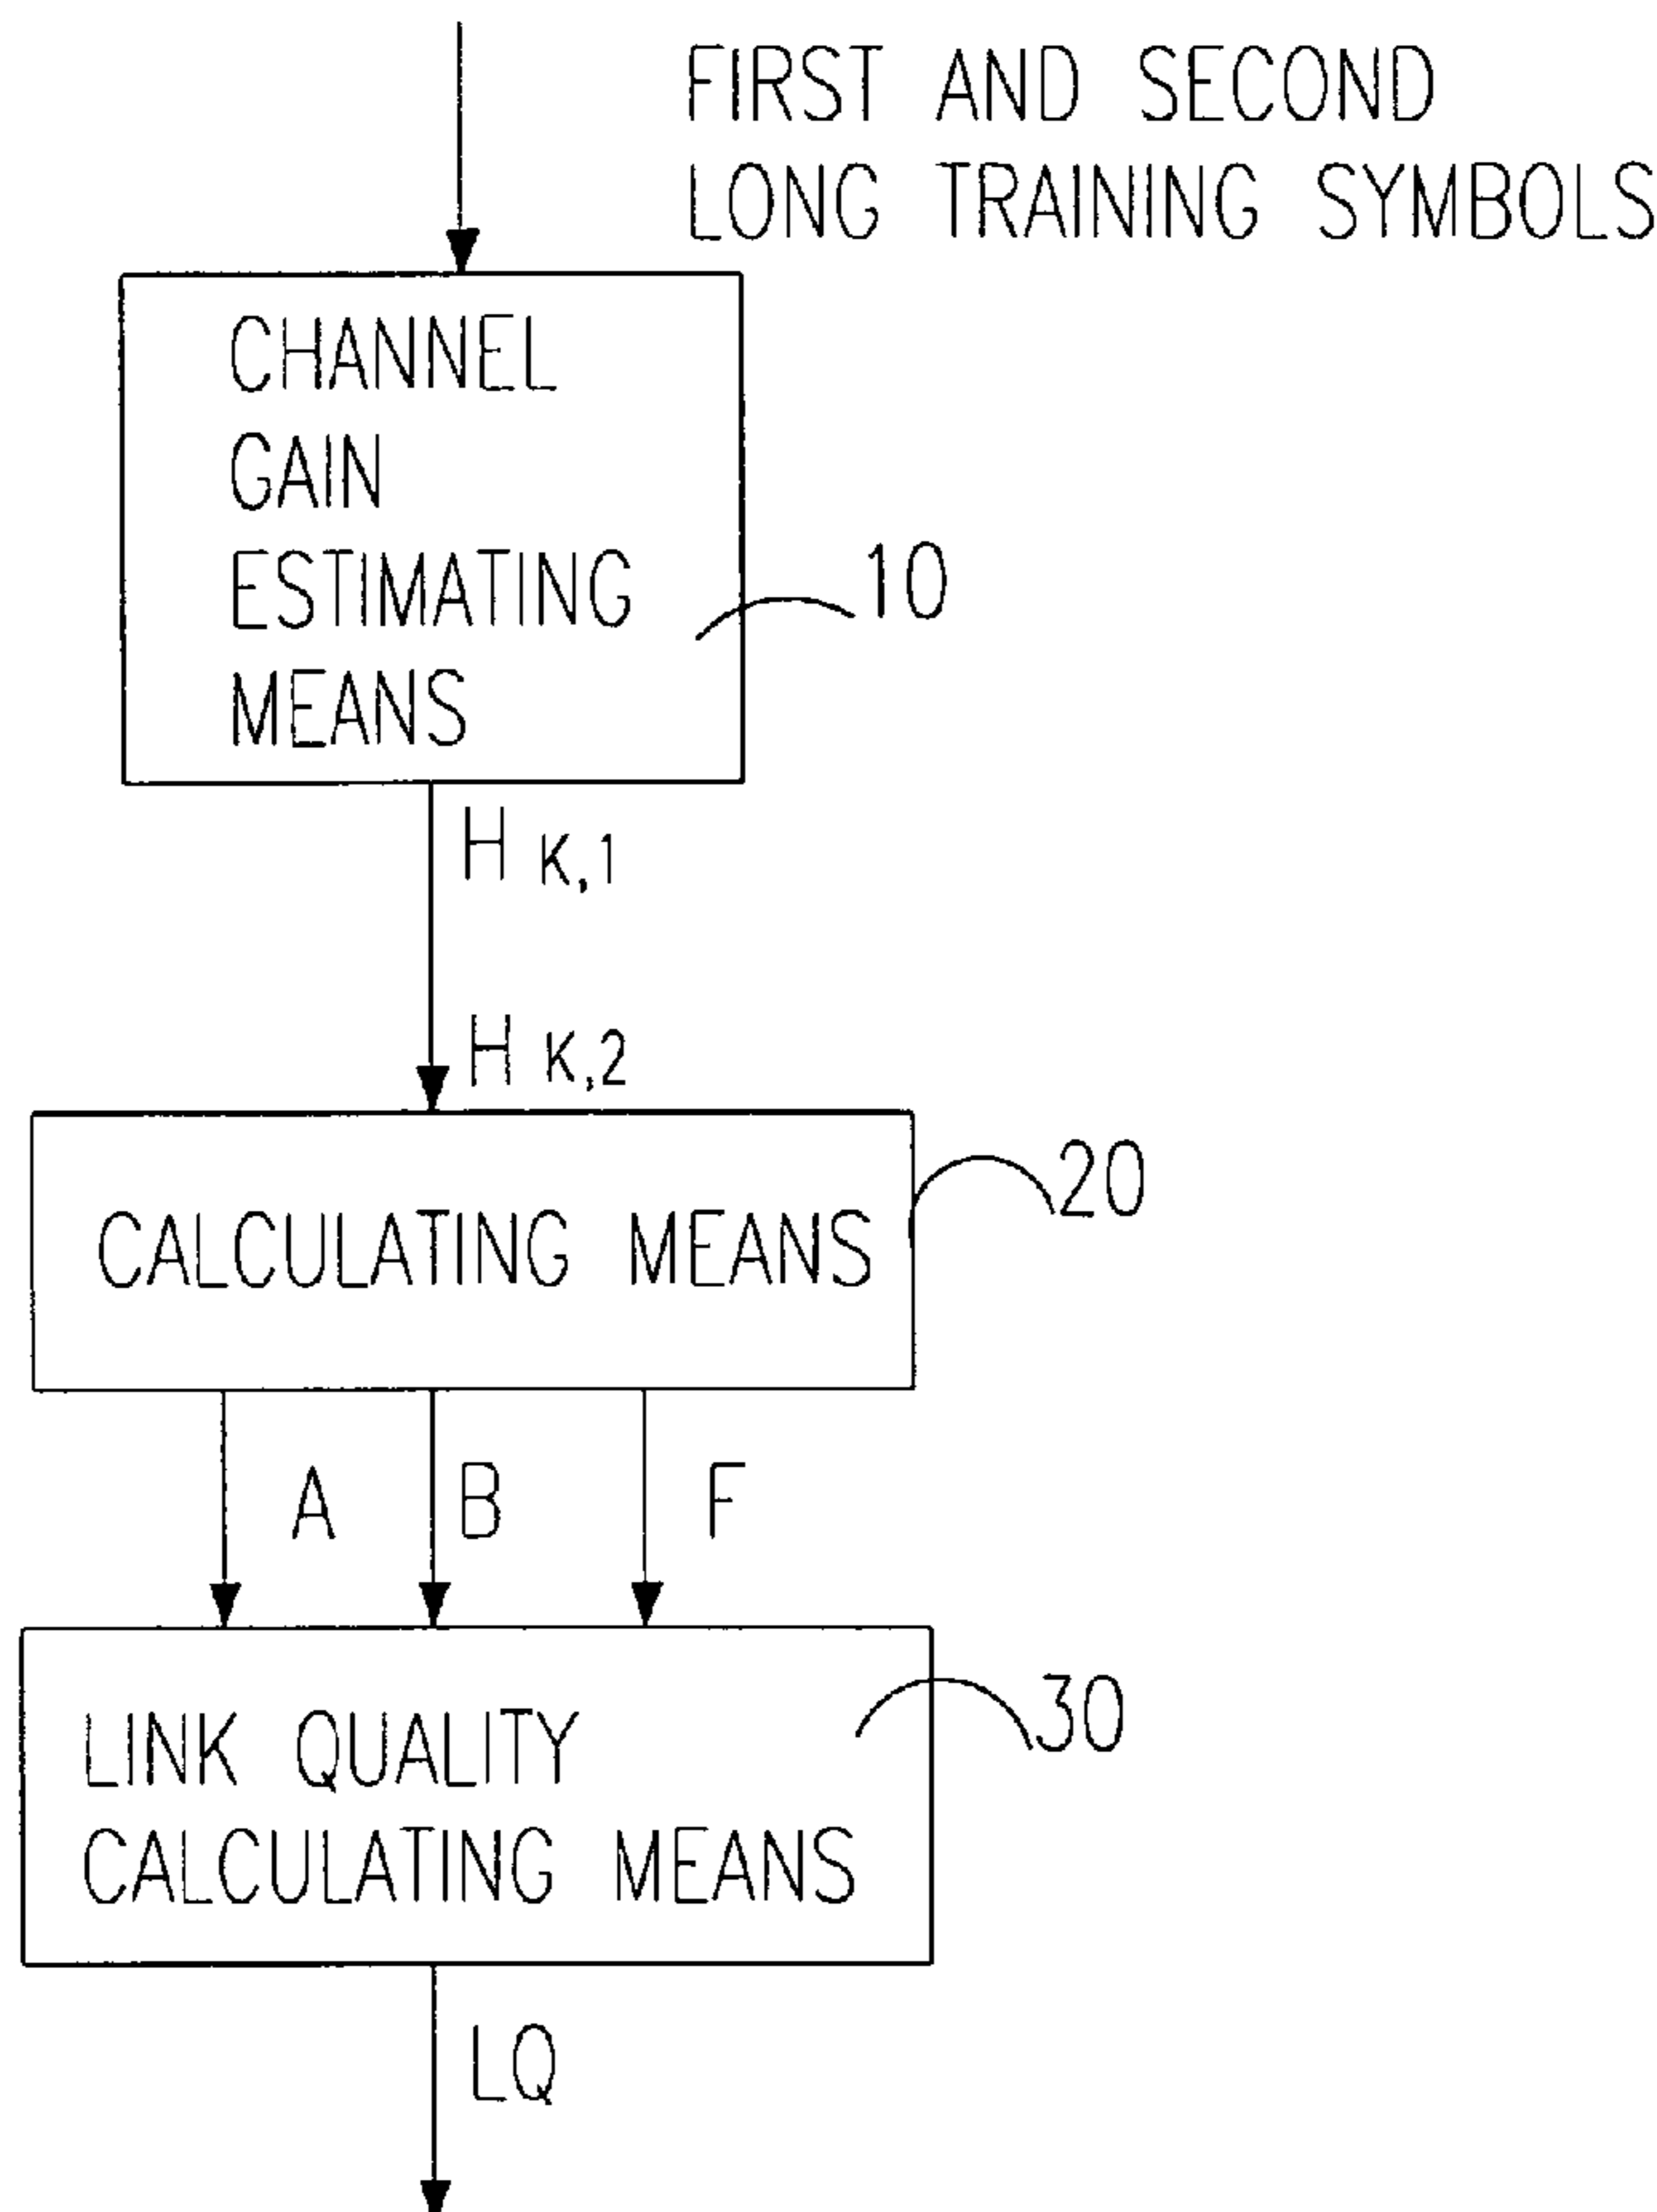 FIRST AND SECOND
LONG TRAINING SYMBOLS
CHANNEL
GAIN
ESTIMATING
MEANS
10
H K,1
H K,2
CALCULATING MEANS
20
A B F
LINK QUALITY
CALCULATING MEANS
30
LQ